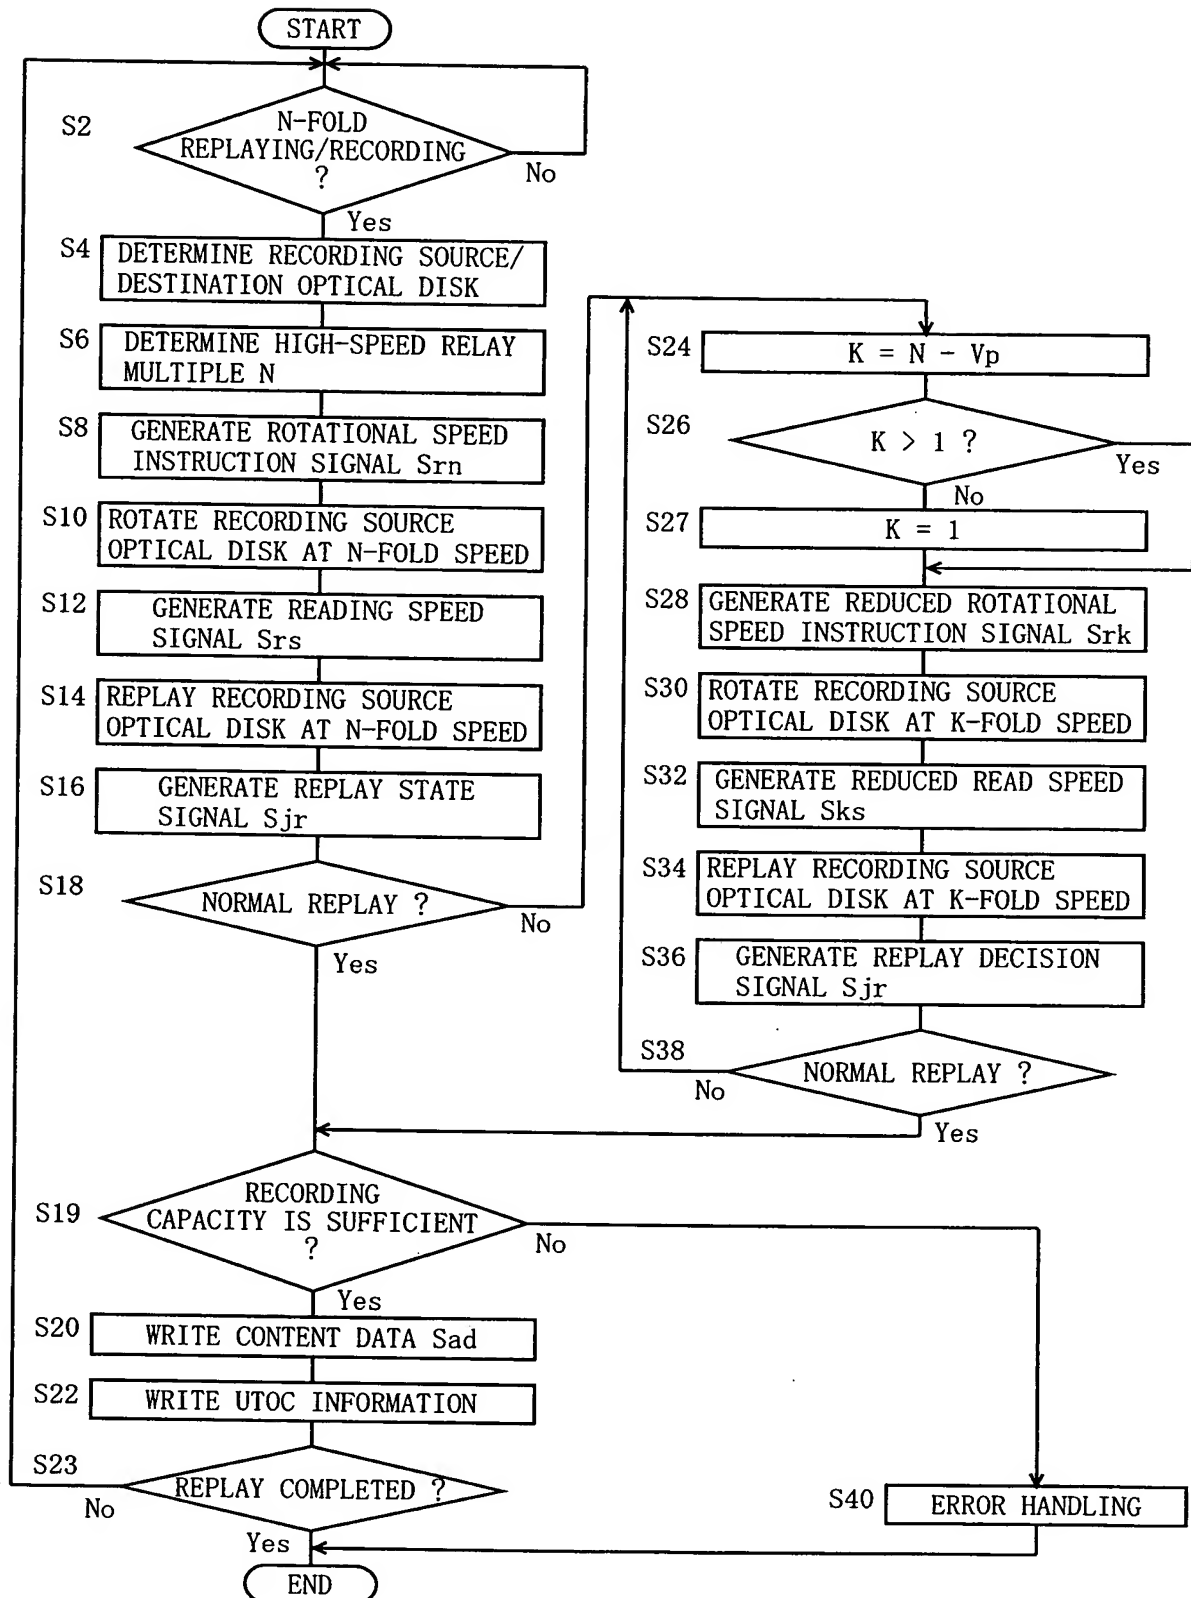 START
S2
N-FOLD
REPLAYING/RECORDING
?
No
Yes
S4
DETERMINE RECORDING SOURCE/
DESTINATION OPTICAL DISK
S6
DETERMINE HIGH-SPEED RELAY
MULTIPLE N
S8
GENERATE ROTATIONAL SPEED
INSTRUCTION SIGNAL Srn
S10
ROTATE RECORDING SOURCE
OPTICAL DISK AT N-FOLD SPEED
S12
GENERATE READING SPEED
SIGNAL Srs
S14
REPLAY RECORDING SOURCE
OPTICAL DISK AT N-FOLD SPEED
S16
GENERATE REPLAY STATE
SIGNAL Sjr
S18
NORMAL REPLAY ?
No
Yes
S24
K = N - Vp
S26
K > 1 ?
Yes
No
S27
K = 1
S28
GENERATE REDUCED ROTATIONAL
SPEED INSTRUCTION SIGNAL Srk
S30
ROTATE RECORDING SOURCE
OPTICAL DISK AT K-FOLD SPEED
S32
GENERATE REDUCED READ SPEED
SIGNAL Sks
S34
REPLAY RECORDING SOURCE
OPTICAL DISK AT K-FOLD SPEED
S36
GENERATE REPLAY DECISION
SIGNAL Sjr
S38
NORMAL REPLAY ?
No
Yes
S19
RECORDING
CAPACITY IS SUFFICIENT
?
No
Yes
S20
WRITE CONTENT DATA Sad
S22
WRITE UTOC INFORMATION
S23
REPLAY COMPLETED ?
No
Yes
S40
ERROR HANDLING
END